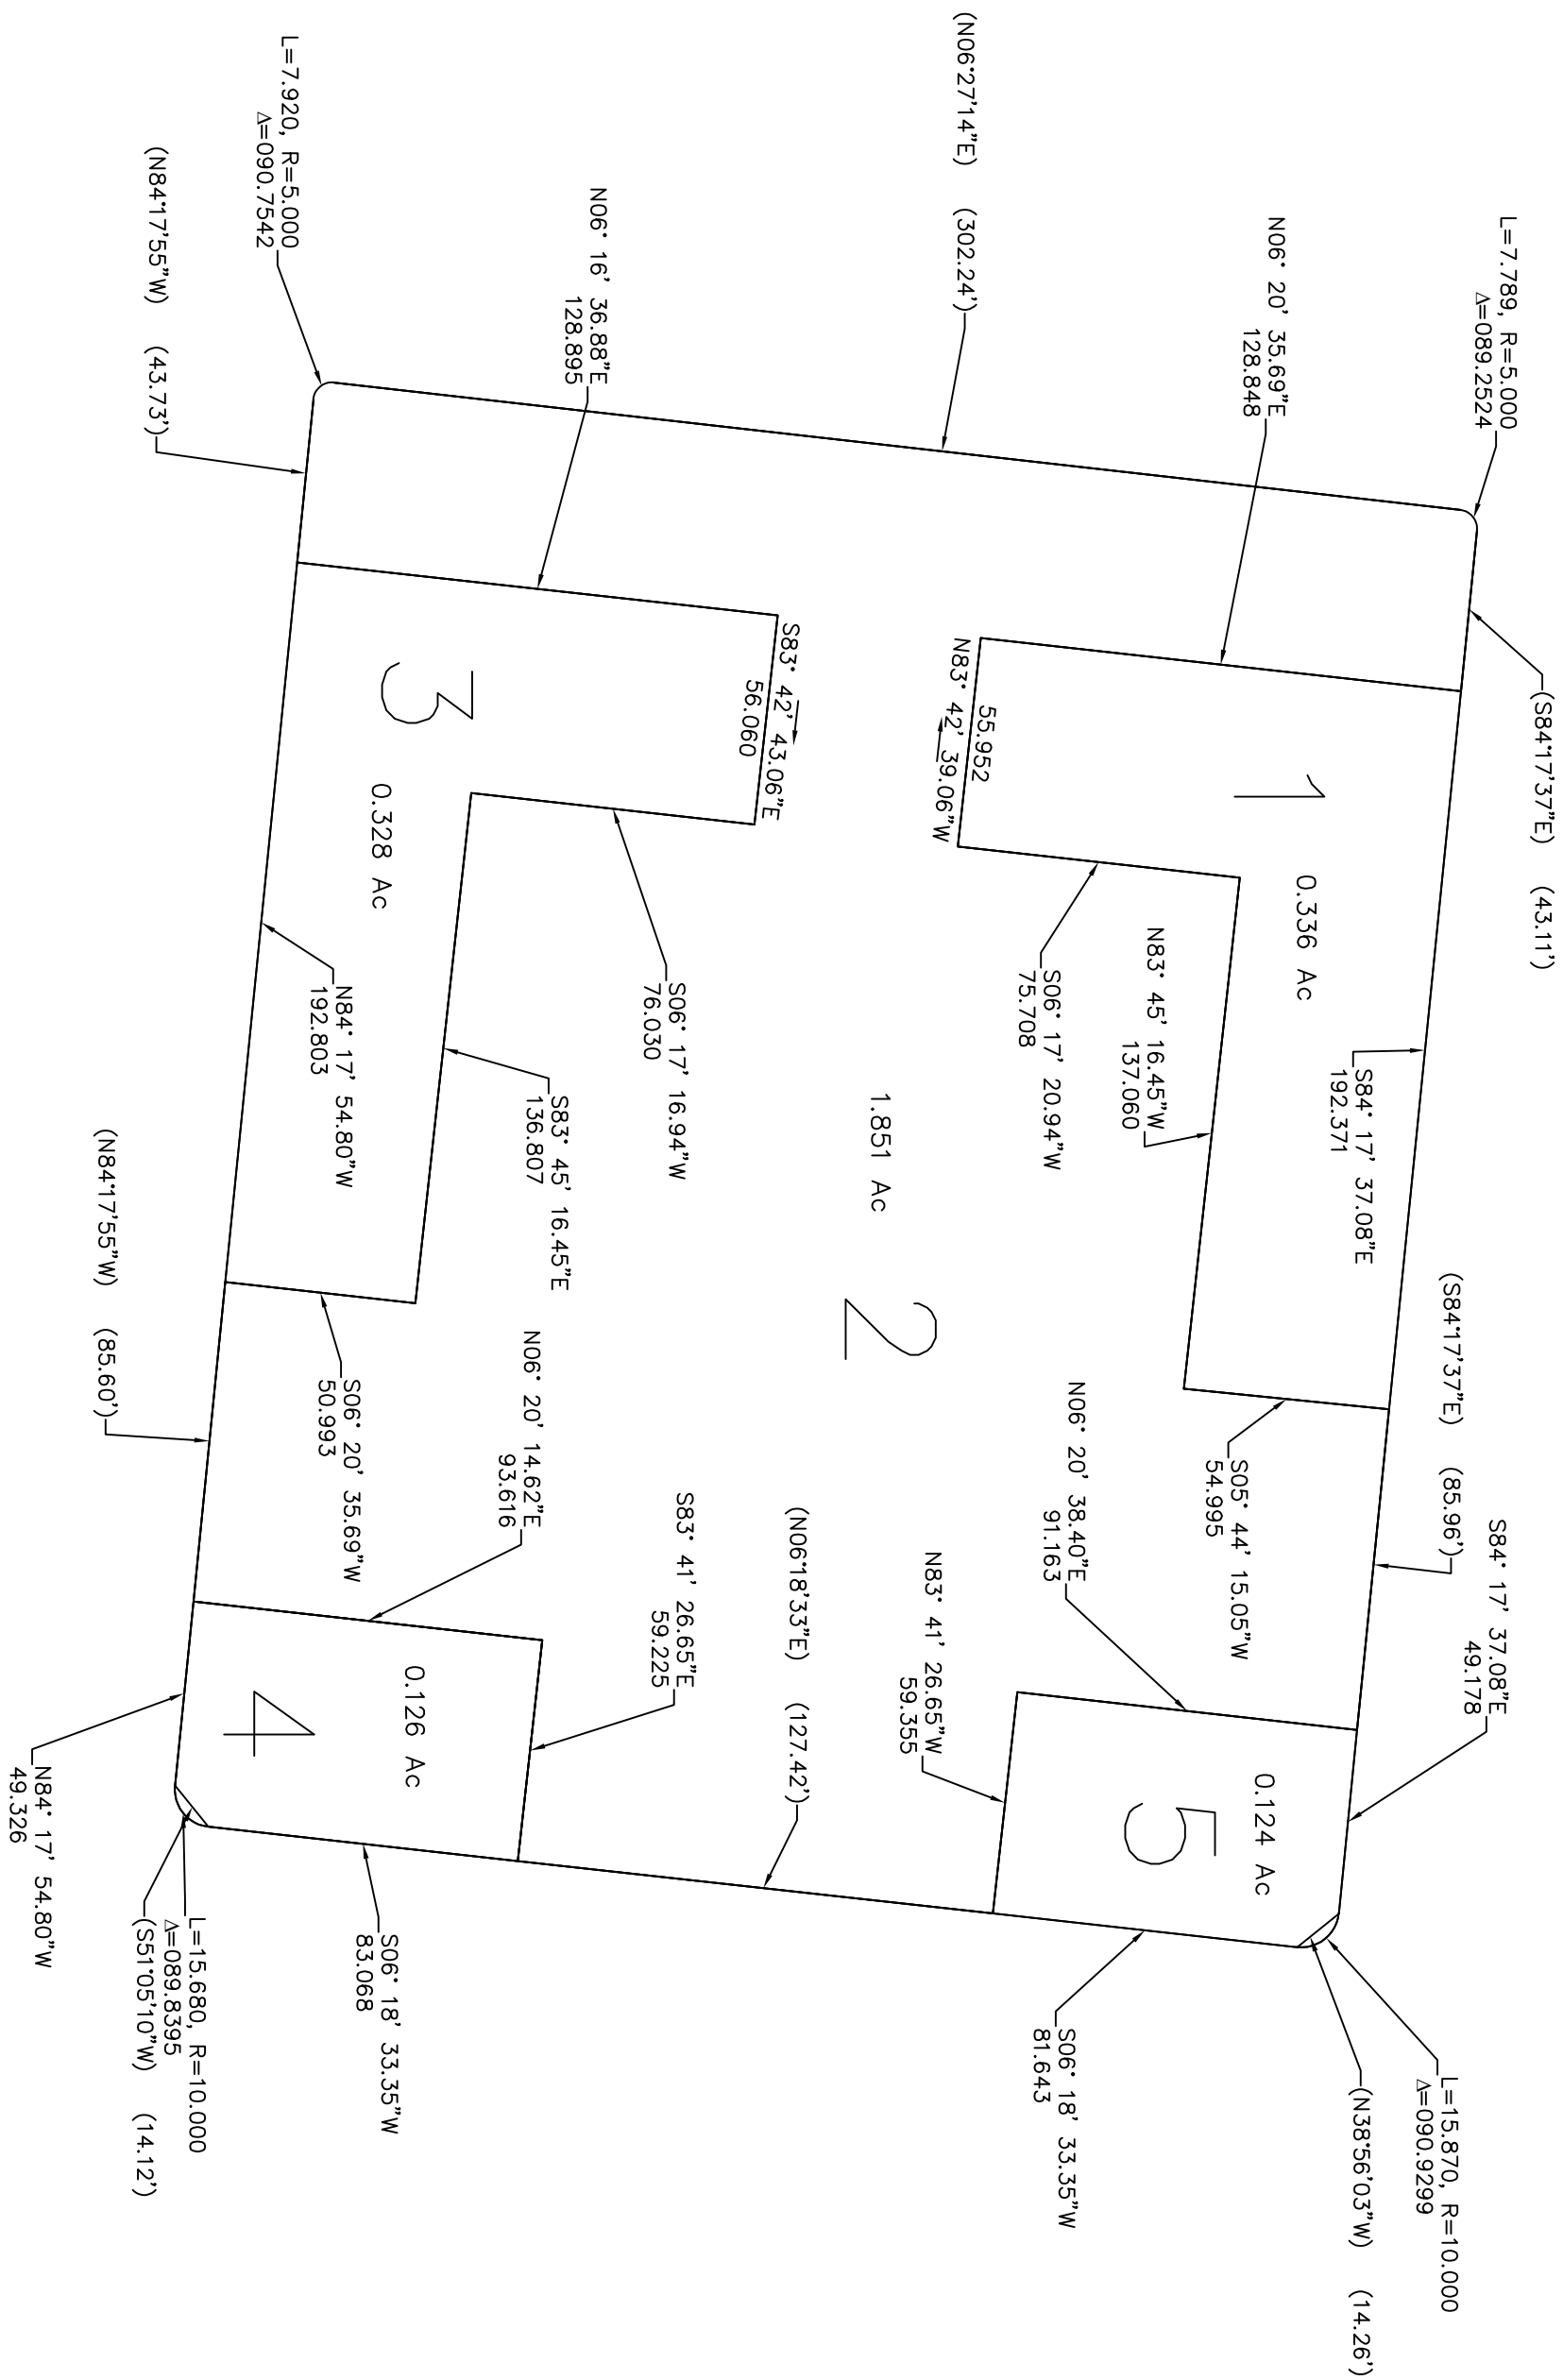 L=7.789, R=5.000
Δ=089.2524
(S84°17'37"E) (43.11')
S84° 17' 37.08"E
192.371
(S84°17'37"E) (85.96')
S84° 17' 37.08"E
49.178
L=15.870, R=10.000
Δ=090.9299
(N38°56'03"W) (14.26')
N06° 20' 35.69"E
128.848
1
0.336 Ac
N83° 45' 16.45"W
137.060
S05° 44' 15.05"W
54.995
0.124 Ac
5
N06° 20' 38.40"E
91.163
S06° 17' 20.94"W
75.708
S06° 18' 33.35"W
81.643
(N06°27'14"E) (302.24')
55.952
N83° 42' 39.06"W
N83° 41' 26.65"W
59.355
1.851 Ac
2
(N06°18'33"E) (127.42')
S83° 42' 43.06"E
56.060
S06° 17' 16.94"W
76.030
S83° 41' 26.65"E
59.225
N06° 16' 36.88"E
128.895
S83° 45' 16.45"E
136.807
N06° 20' 14.62"E
93.616
3
0.328 Ac
0.126 Ac
4
N84° 17' 54.80"W
192.803
S06° 20' 35.69"W
50.993
S06° 18' 33.35"W
83.068
L=7.920, R=5.000
Δ=090.7542
(N84°17'55"W) (43.73')
(N84°17'55"W) (85.60')
L=15.680, R=10.000
Δ=089.8395
(S51°05'10"W) (14.12')
N84° 17' 54.80"W
49.326